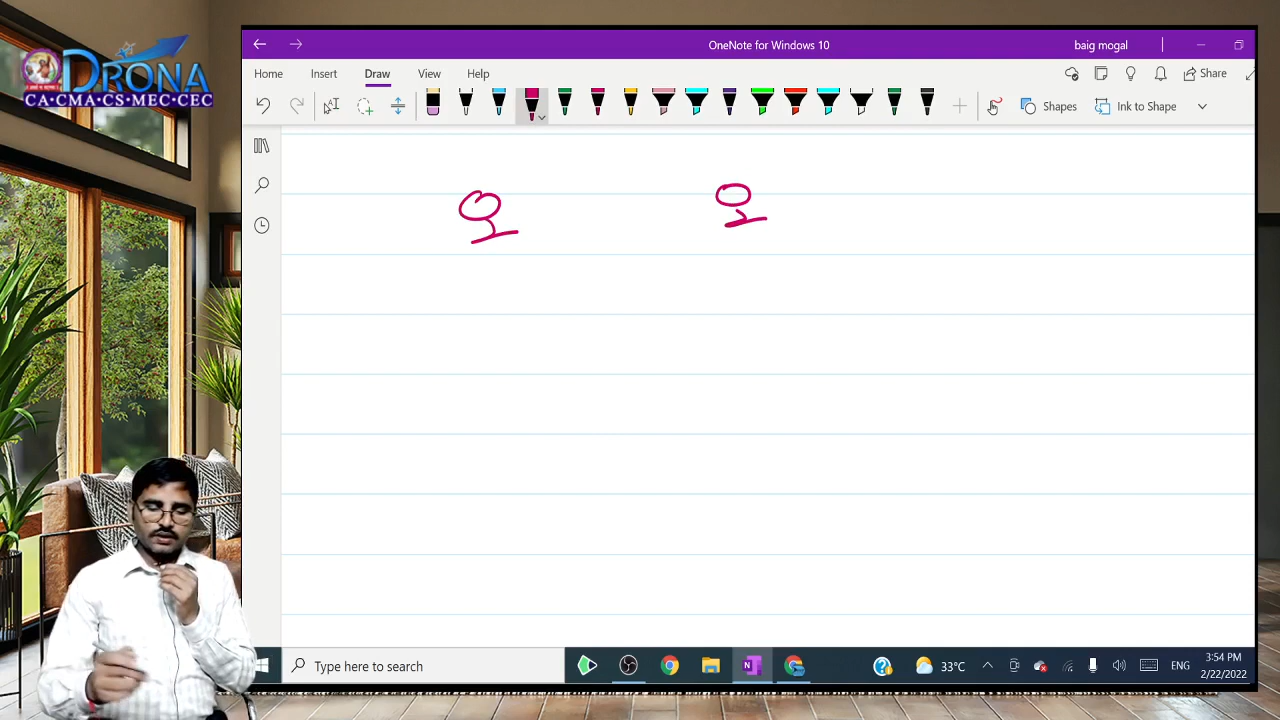 DRONA
CA•CMA•CS•MEC•CEC
OneNote for Windows 10
baig mogal
Home Insert Draw View Help
Share
Shapes
Ink to Shape
Type here to search
33°C
ENG
3:54 PM
2/22/2022